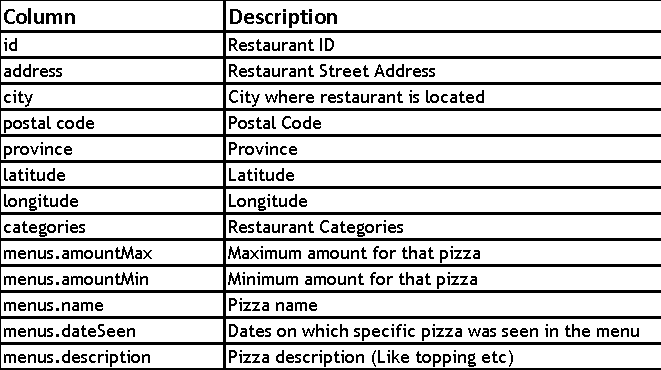 Column Description
id Restaurant ID
address Restaurant Street Address
city City where restaurant is located
postal code Postal Code
province Province
latitude Latitude
longitude Longitude
categories Restaurant Categories
menus.amountMax Maximum amount for that pizza
menus.amountMin Minimum amount for that pizza
menus.name Pizza name
menus.dateSeen Dates on which specific pizza was seen in the menu
menus.description Pizza description (Like topping etc)